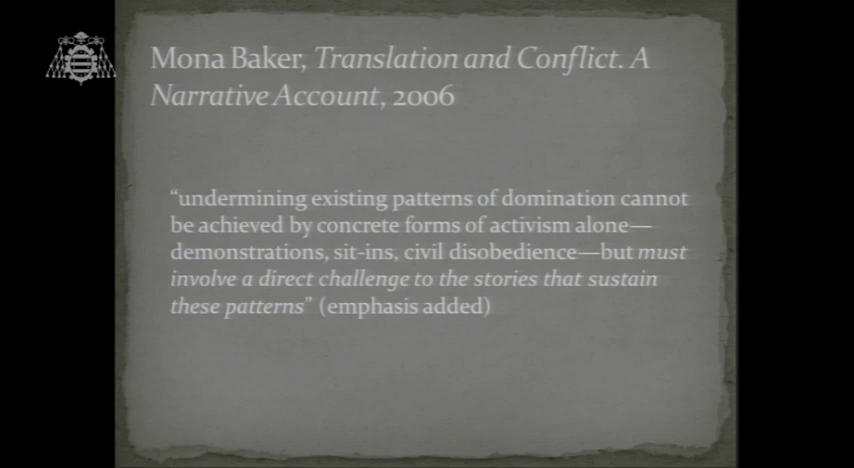 Mona Baker, Translation and Conflict. A
Narrative Account, 2006
“undermining existing patterns of domination cannot
be achieved by concrete forms of activism alone—
demonstrations, sit-ins, civil disobedience—but must
involve a direct challenge to the stories that sustain
these patterns” (emphasis added)